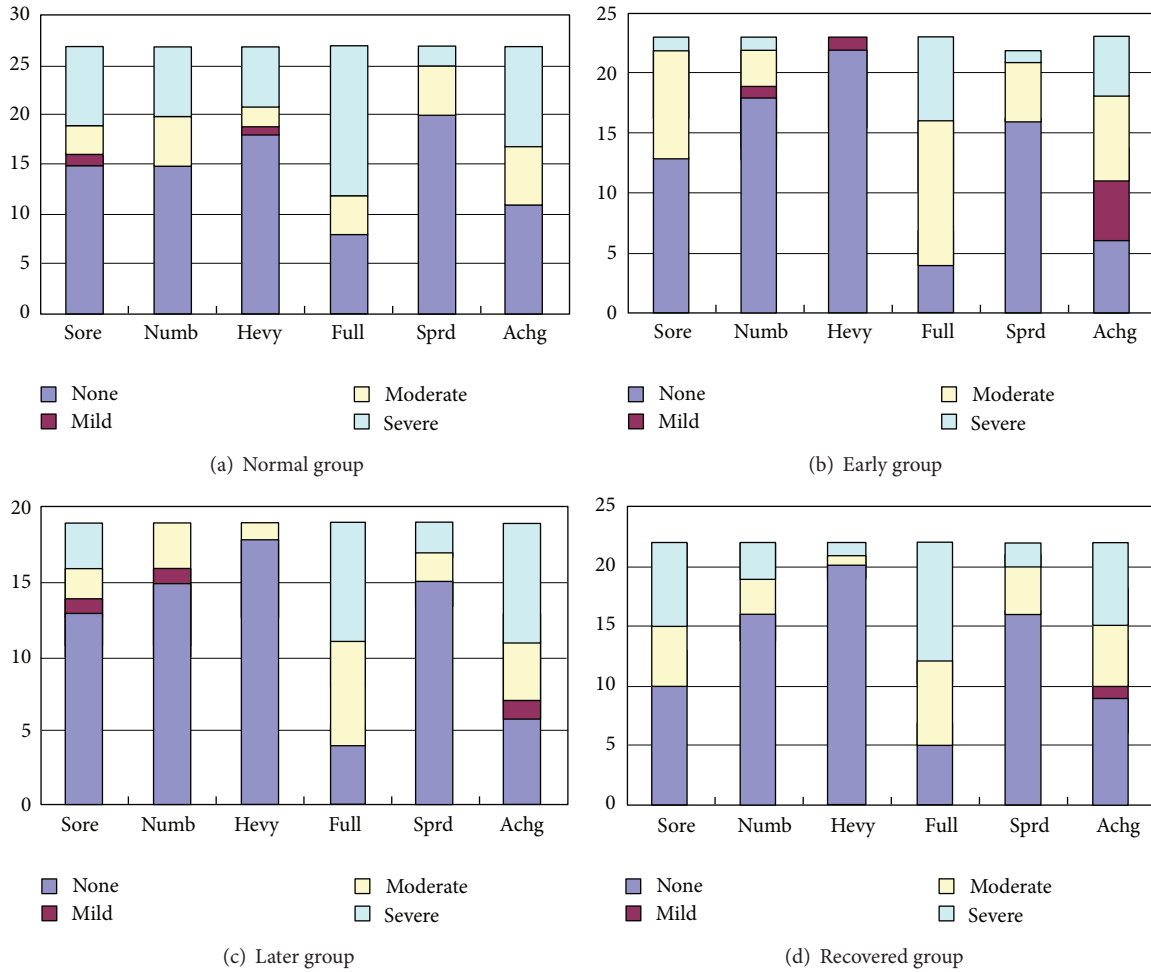 30
25
20
15
10
5
0
Sore Numb Hevy Full Sprd Achg
None Moderate
Mild Severe
(a) Normal group
25
20
15
10
5
0
Sore Numb Hevy Full Sprd Achg
None Moderate
Mild Severe
(b) Early group
20
15
10
5
0
Sore Numb Hevy Full Sprd Achg
None Moderate
Mild Severe
(c) Later group
25
20
15
10
5
0
Sore Numb Hevy Full Sprd Achg
None Moderate
Mild Severe
(d) Recovered group